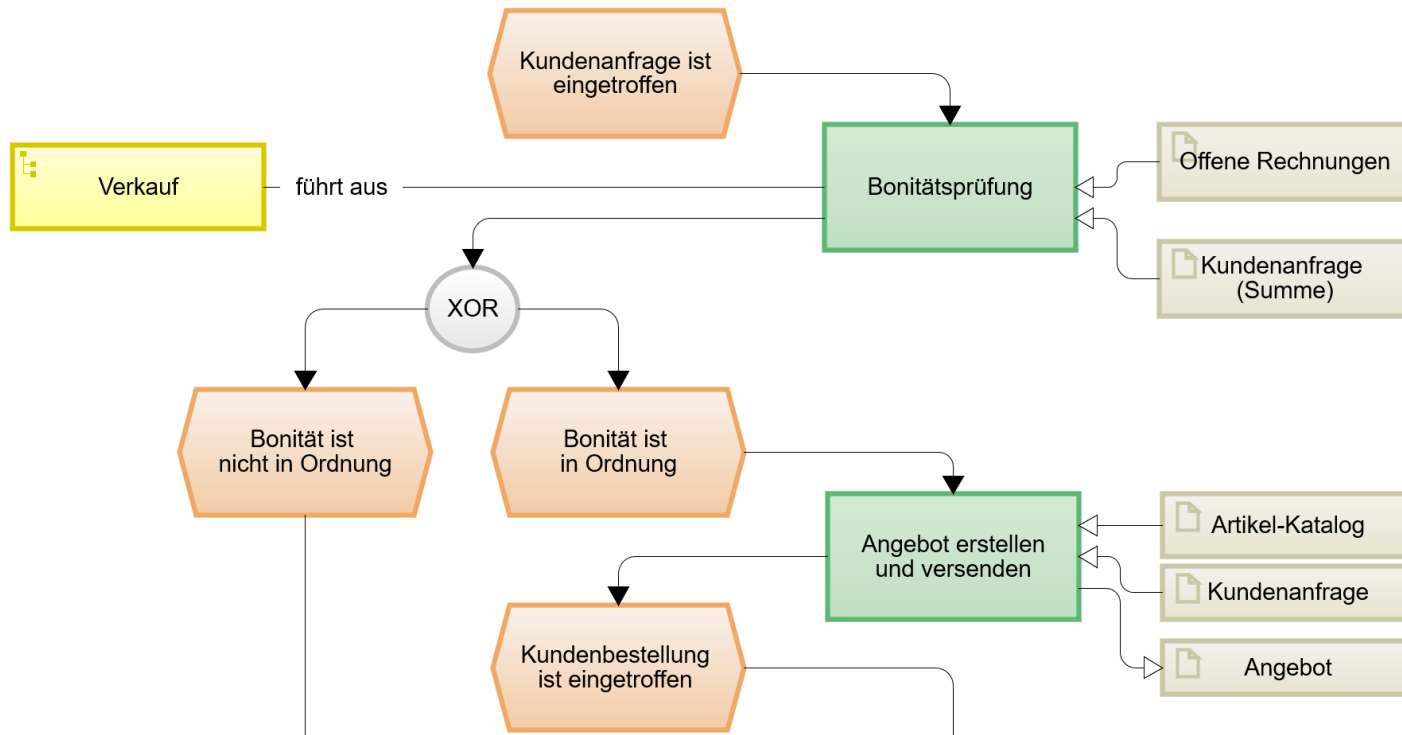 Kundenanfrage ist
eingetroffen
Verkauf
führt aus
Bonitätsprüfung
Offene Rechnungen
Kundenanfrage
(Summe)
XOR
Bonität ist
nicht in Ordnung
Bonität ist
in Ordnung
Angebot erstellen
und versenden
Artikel-Katalog
Kundenanfrage
Angebot
Kundenbestellung
ist eingetroffen